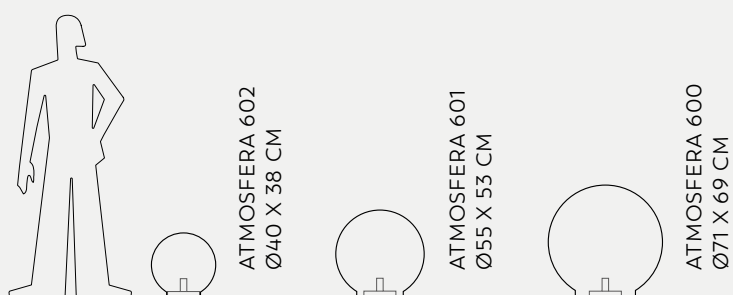 ATMOSFERA 602
Ø40 X 38 CM
ATMOSFERA 601
Ø55 X 53 CM
ATMOSFERA 600
Ø71 X 69 CM